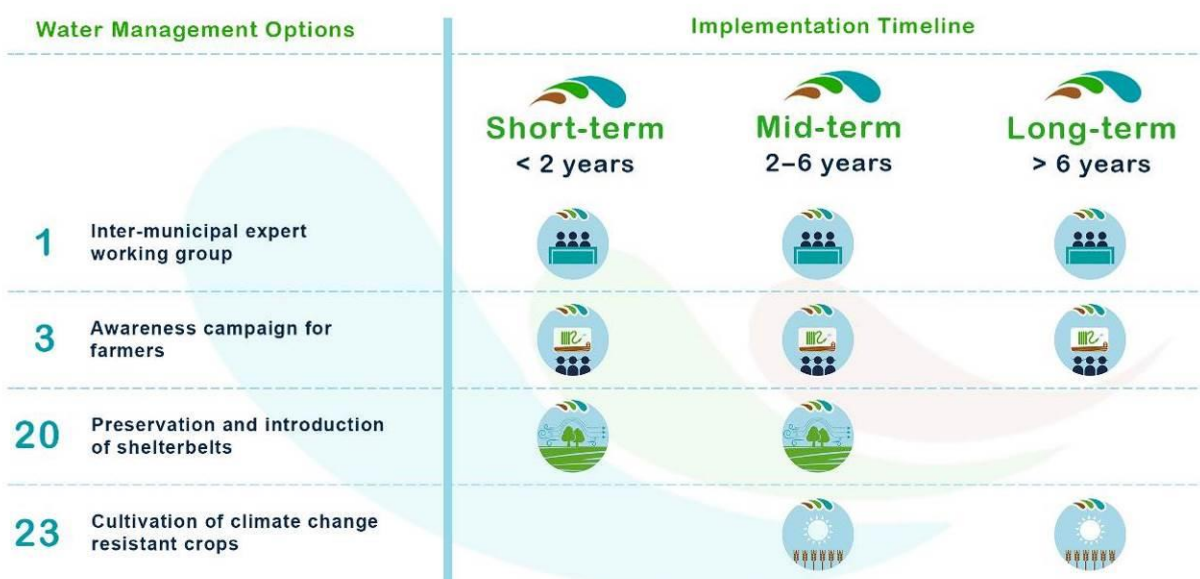 Water Management Options
Implementation Timeline
Short-term
< 2 years
Mid-term
2–6 years
Long-term
> 6 years
1
Inter-municipal expert
working group
3
Awareness campaign for
farmers
20
Preservation and introduction
of shelterbelts
23
Cultivation of climate change
resistant crops